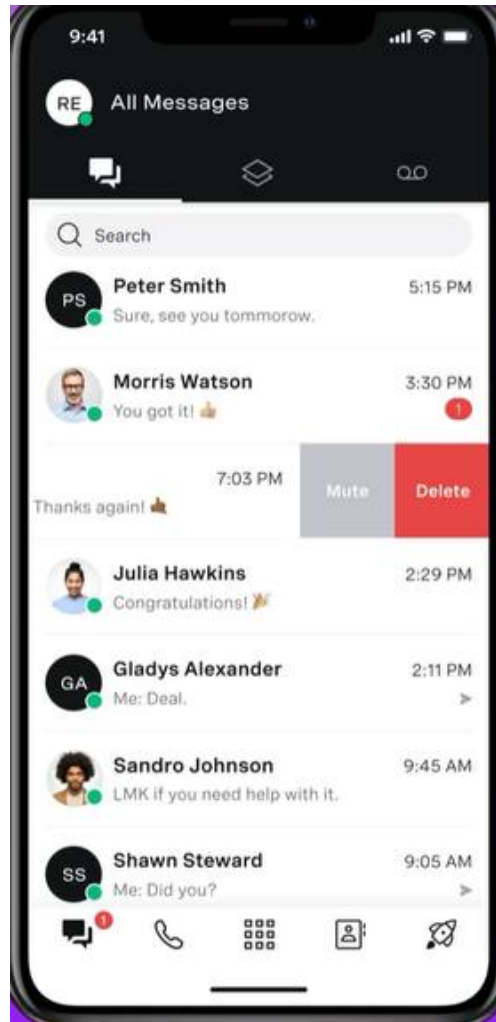 9:41
RE All Messages
Search
PS Peter Smith 5:15 PM
Sure, see you tommorow.
Morris Watson 3:30 PM
You got it! 👍🏼 1
7:03 PM Mute Delete
Thanks again! 🤙🏾
Julia Hawkins 2:29 PM
Congratulations! 🎉
GA Gladys Alexander 2:11 PM
Me: Deal.
Sandro Johnson 9:45 AM
LMK if you need help with it.
SS Shawn Steward 9:05 AM
Me: Did you?
1